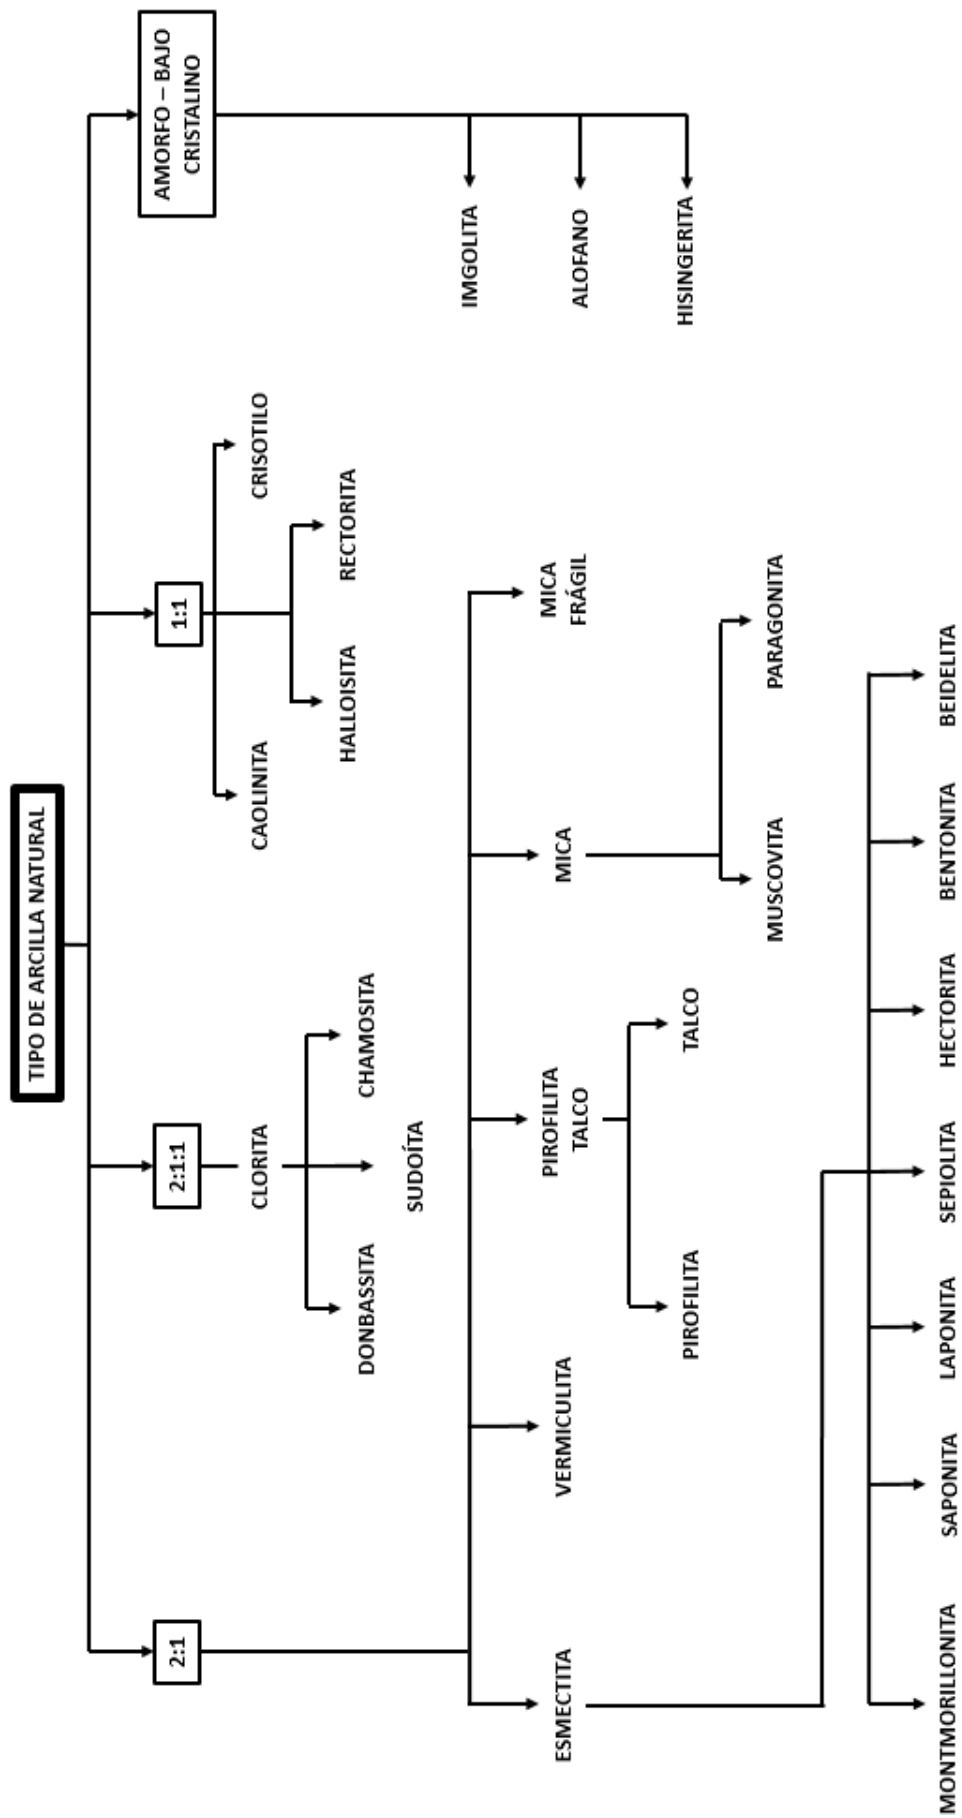 TIPO DE ARCILLA NATURAL
2:1
2:1:1
1:1
AMORFO – BAJO
CRISTALINO
CLORITA
DONBASSITA
SUDOÍTA
CHAMOSITA
CAOLINITA
CRISOTILO
HALLOISITA
RECTORITA
IMGOLITA
ALOFANO
HISINGERITA
ESMECTITA
VERMICULITA
PIROFILITA
TALCO
MICA
MICA
FRÁGIL
PIROFILITA
TALCO
MUSCOVITA
PARAGONITA
MONTMORILLONITA
SAPONITA
LAPONITA
SEPIOLITA
HECTORITA
BENTONITA
BEIDELITA